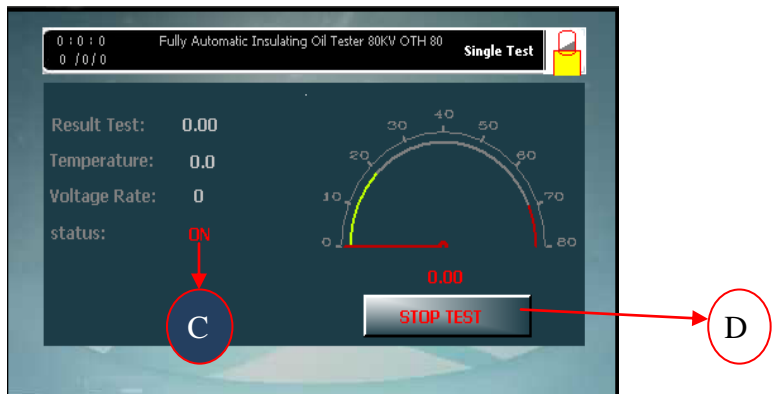 0:0:0 Fully Automatic Insulating Oil Tester 80KV OTH 80 Single Test
0 /0/0
Result Test: 0.00
Temperature: 0.0
Voltage Rate: 0
status: ON
0
10
20
30
40
50
60
70
80
0.00
STOP TEST
C
D